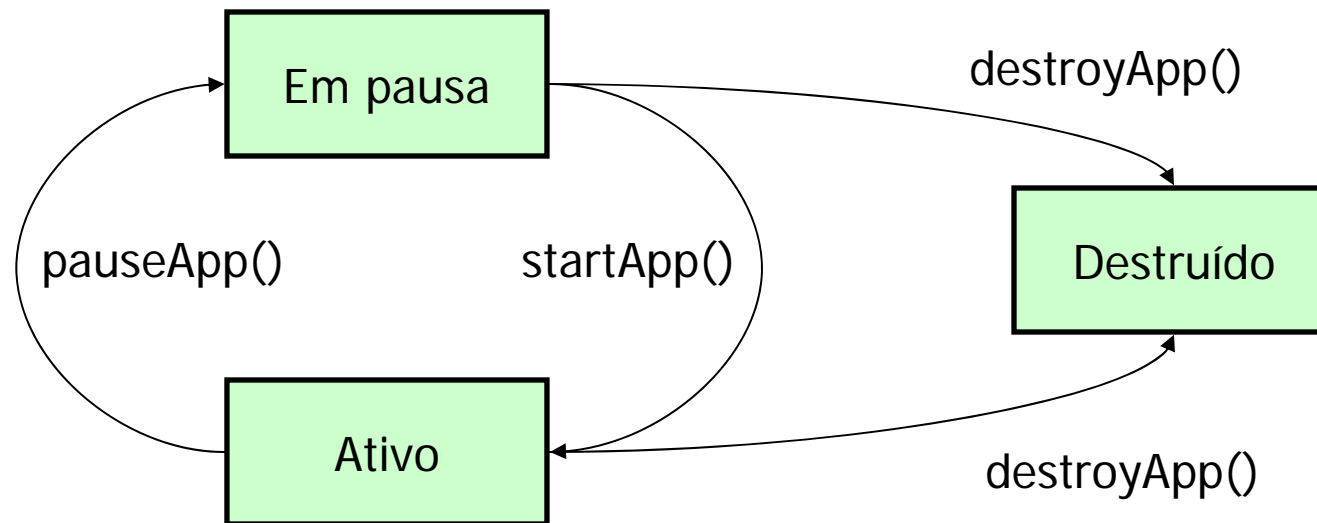 Em pausa
destroyApp()
pauseApp()
startApp()
Destruído
Ativo
destroyApp()